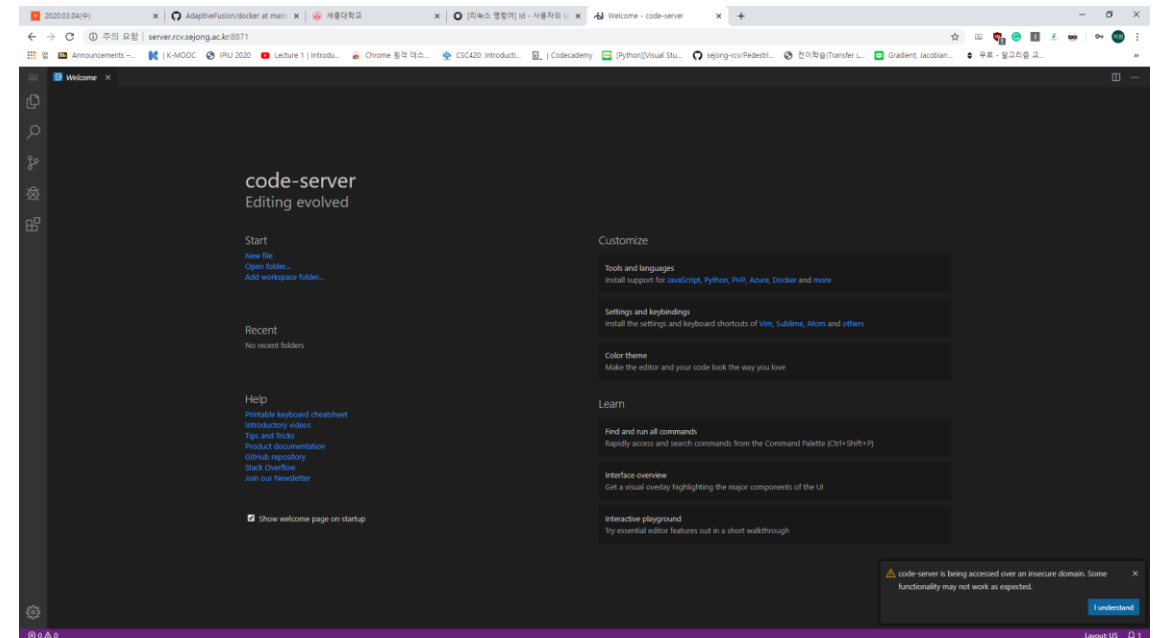 2020.03.04(수)
AdaptiveFusion/docker at mast
세종대학교
[리눅스 명령어] id - 사용자의 U
Welcome - code-server
주의 요함
server.rcv.sejong.ac.kr:8871
앱
Announcements –...
| K-MOOC
IPIU 2020
Lecture 1 | Introdu...
Chrome 원격 데스...
CSC420: Introducti...
| Codecademy
[Python][Visual Stu...
sejong-rcv/Pedestri...
전이학습(Transfer L...
Gradient, Jacobian...
무료 - 알고리즘 교...
Welcome
code-server
Editing evolved
Start
New file
Open folder...
Add workspace folder...
Recent
No recent folders
Help
Printable keyboard cheatsheet
Introductory videos
Tips and Tricks
Product documentation
GitHub repository
Stack Overflow
Join our Newsletter
Show welcome page on startup
Customize
Tools and languages
Install support for JavaScript, Python, PHP, Azure, Docker and more
Settings and keybindings
Install the settings and keyboard shortcuts of Vim, Sublime, Atom and others
Color theme
Make the editor and your code look the way you love
Learn
Find and run all commands
Rapidly access and search commands from the Command Palette (Ctrl+Shift+P)
Interface overview
Get a visual overlay highlighting the major components of the UI
Interactive playground
Try essential editor features out in a short walkthrough
code-server is being accessed over an insecure domain. Some
functionality may not work as expected.
I understand
0 0
Layout: US
1